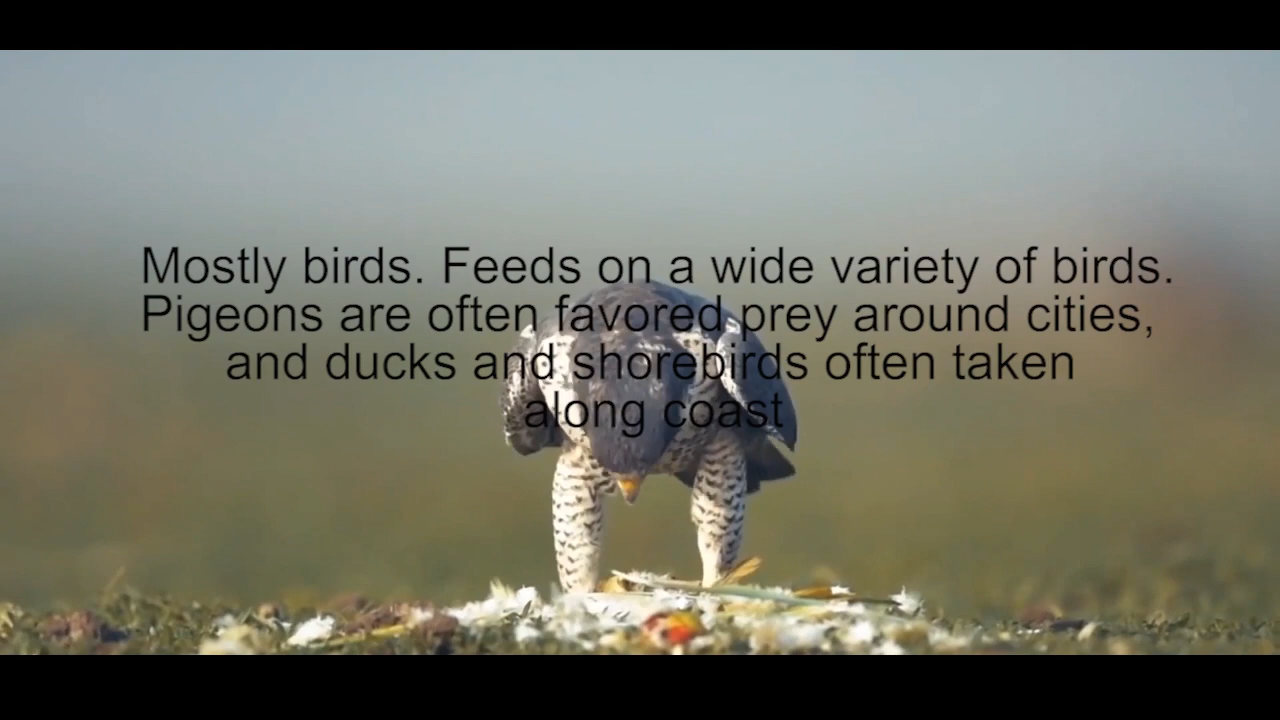 Mostly birds. Feeds on a wide variety of birds.
Pigeons are often favored prey around cities,
and ducks and shorebirds often taken
along coast